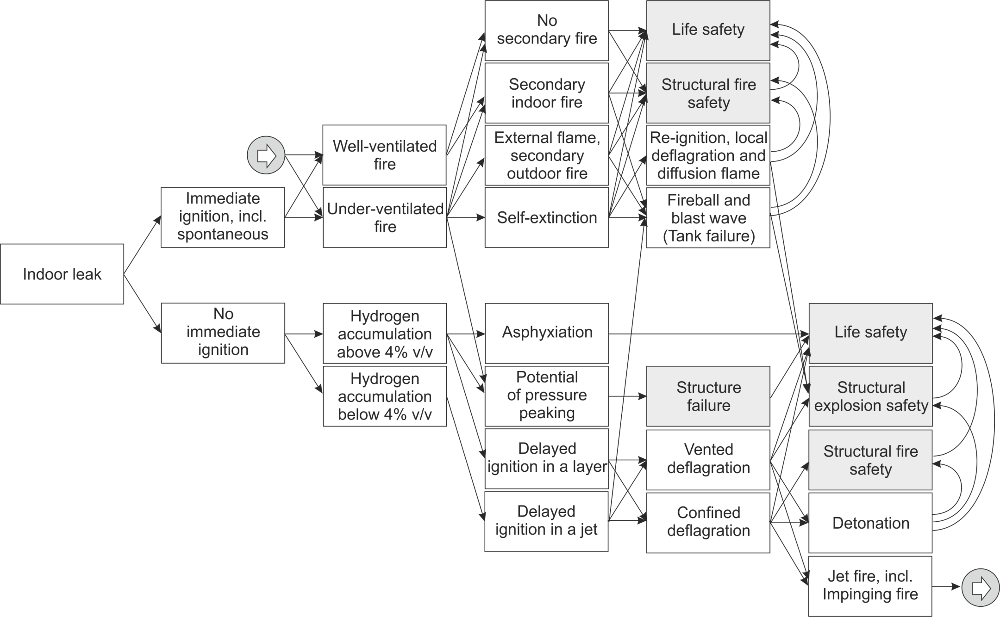 No
secondary fire
Life safety
Secondary
indoor fire
Structural fire
safety
Well-ventilated
fire
External flame,
secondary
outdoor fire
Re-ignition, local
deflagration and
diffusion flame
Immediate
ignition, incl.
spontaneous
Under-ventilated
fire
Self-extinction
Fireball and
blast wave
(Tank failure)
Indoor leak
No
immediate
ignition
Hydrogen
accumulation
above 4% v/v
Asphyxiation
Life safety
Hydrogen
accumulation
below 4% v/v
Potential
of pressure
peaking
Structure
failure
Structural
explosion safety
Delayed
ignition in a layer
Vented
deflagration
Structural fire
safety
Delayed
ignition in a jet
Confined
deflagration
Detonation
Jet fire, incl.
Impinging fire